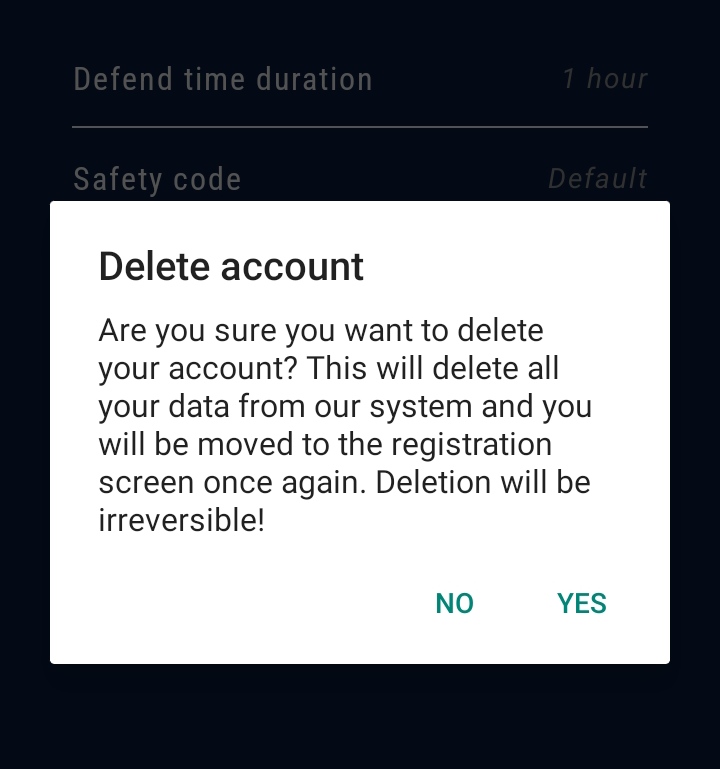 Defend time duration 1 hour
Safety code Default
Delete account
Are you sure you want to delete
your account? This will delete all
your data from our system and you
will be moved to the registration
screen once again. Deletion will be
irreversible!
NO YES